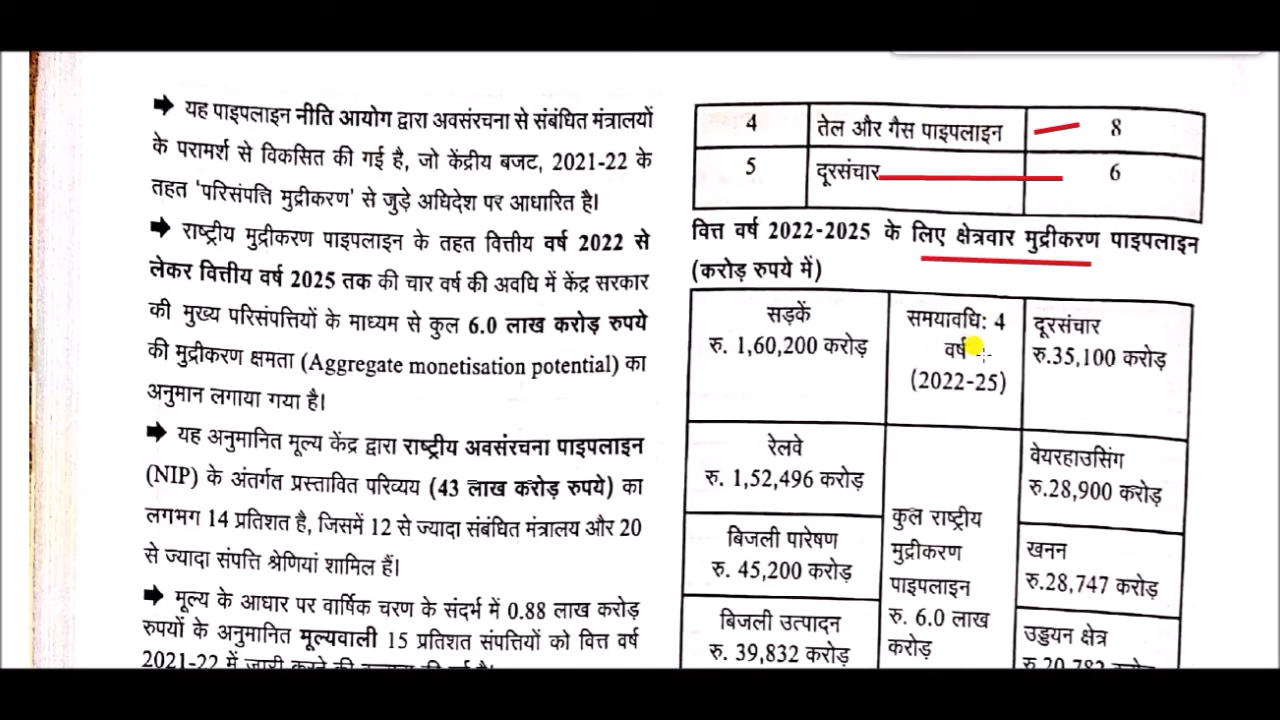 ➡ यह पाइपलाइन नीति आयोग द्वारा अवसंरचना से संबंधित मंत्रालयों
के परामर्श से विकसित की गई है, जो केंद्रीय बजट, 2021-22 के
तहत 'परिसंपत्ति मुद्रीकरण' से जुड़े अधिदेश पर आधारित है।
➡ राष्ट्रीय मुद्रीकरण पाइपलाइन के तहत वित्तीय वर्ष 2022 से
लेकर वित्तीय वर्ष 2025 तक की चार वर्ष की अवधि में केंद्र सरकार
की मुख्य परिसंपत्तियों के माध्यम से कुल 6.0 लाख करोड़ रुपये
की मुद्रीकरण क्षमता (Aggregate monetisation potential) का
अनुमान लगाया गया है।
➡ यह अनुमानित मूल्य केंद्र द्वारा राष्ट्रीय अवसंरचना पाइपलाइन
(NIP) के अंतर्गत प्रस्तावित परिव्यय (43 लाख करोड़ रुपये) का
लगभग 14 प्रतिशत है, जिसमें 12 से ज्यादा संबंधित मंत्रालय और 20
से ज्यादा संपत्ति श्रेणियां शामिल हैं।
➡ मूल्य के आधार पर वार्षिक चरण के संदर्भ में 0.88 लाख करोड़
रुपयों के अनुमानित मूल्यवाली 15 प्रतिशत संपत्तियों को वित्त वर्ष
2021-22 में जारी करने की
4 तेल और गैस पाइपलाइन 8
5 दूरसंचार 6
वित्त वर्ष 2022-2025 के लिए क्षेत्रवार मुद्रीकरण पाइपलाइन
(करोड़ रुपये में)
सड़कें
रु. 1,60,200 करोड़
समयावधि: 4
वर्ष
(2022-25)
दूरसंचार
रु.35,100 करोड़
रेलवे
रु. 1,52,496 करोड़
वेयरहाउसिंग
रु.28,900 करोड़
बिजली पारेषण
रु. 45,200 करोड़
कुल राष्ट्रीय
मुद्रीकरण
पाइपलाइन
रु. 6.0 लाख
करोड़
खनन
रु.28,747 करोड़
बिजली उत्पादन
रु. 39,832 करोड़
उड्डयन क्षेत्र
रु.20,782 करोड़